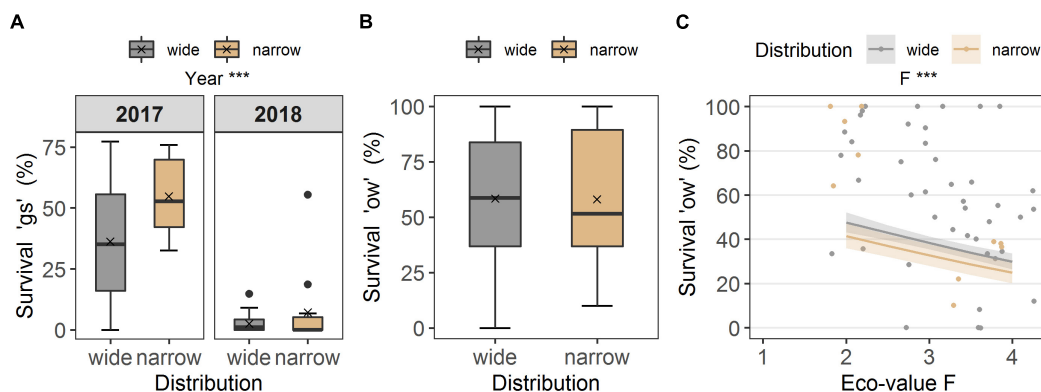 A
wide narrow
Year ***
2017 2018
Survival 'gs' (%)
75
50
25
0
wide narrow wide narrow
Distribution
B
wide narrow
Survival 'ow' (%)
100
75
50
25
0
wide narrow
Distribution
C
Distribution wide narrow
F ***
Survival 'ow' (%)
100
80
60
40
20
0
1 2 3 4
Eco-value F